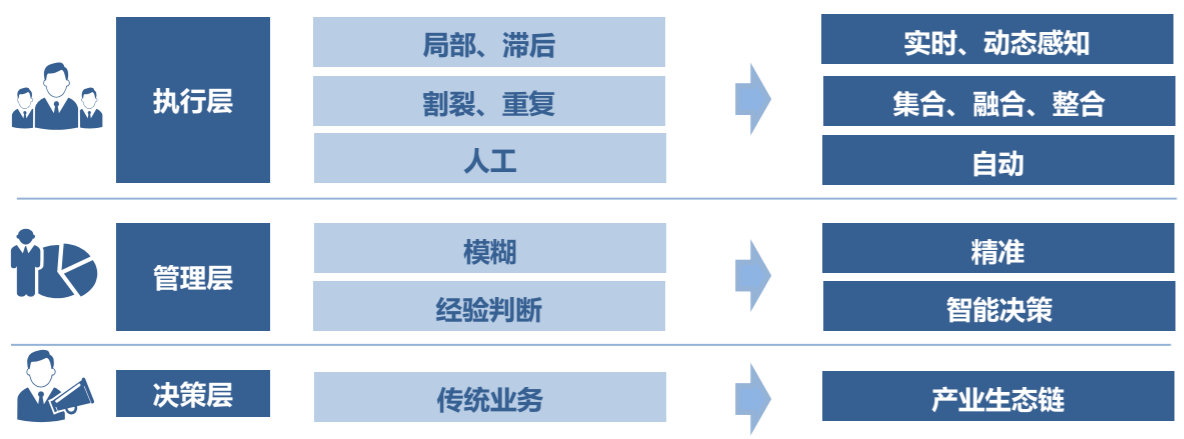 执行层
局部、滞后
实时、动态感知
割裂、重复
集合、融合、整合
人工
自动
管理层
模糊
精准
经验判断
智能决策
决策层
传统业务
产业生态链